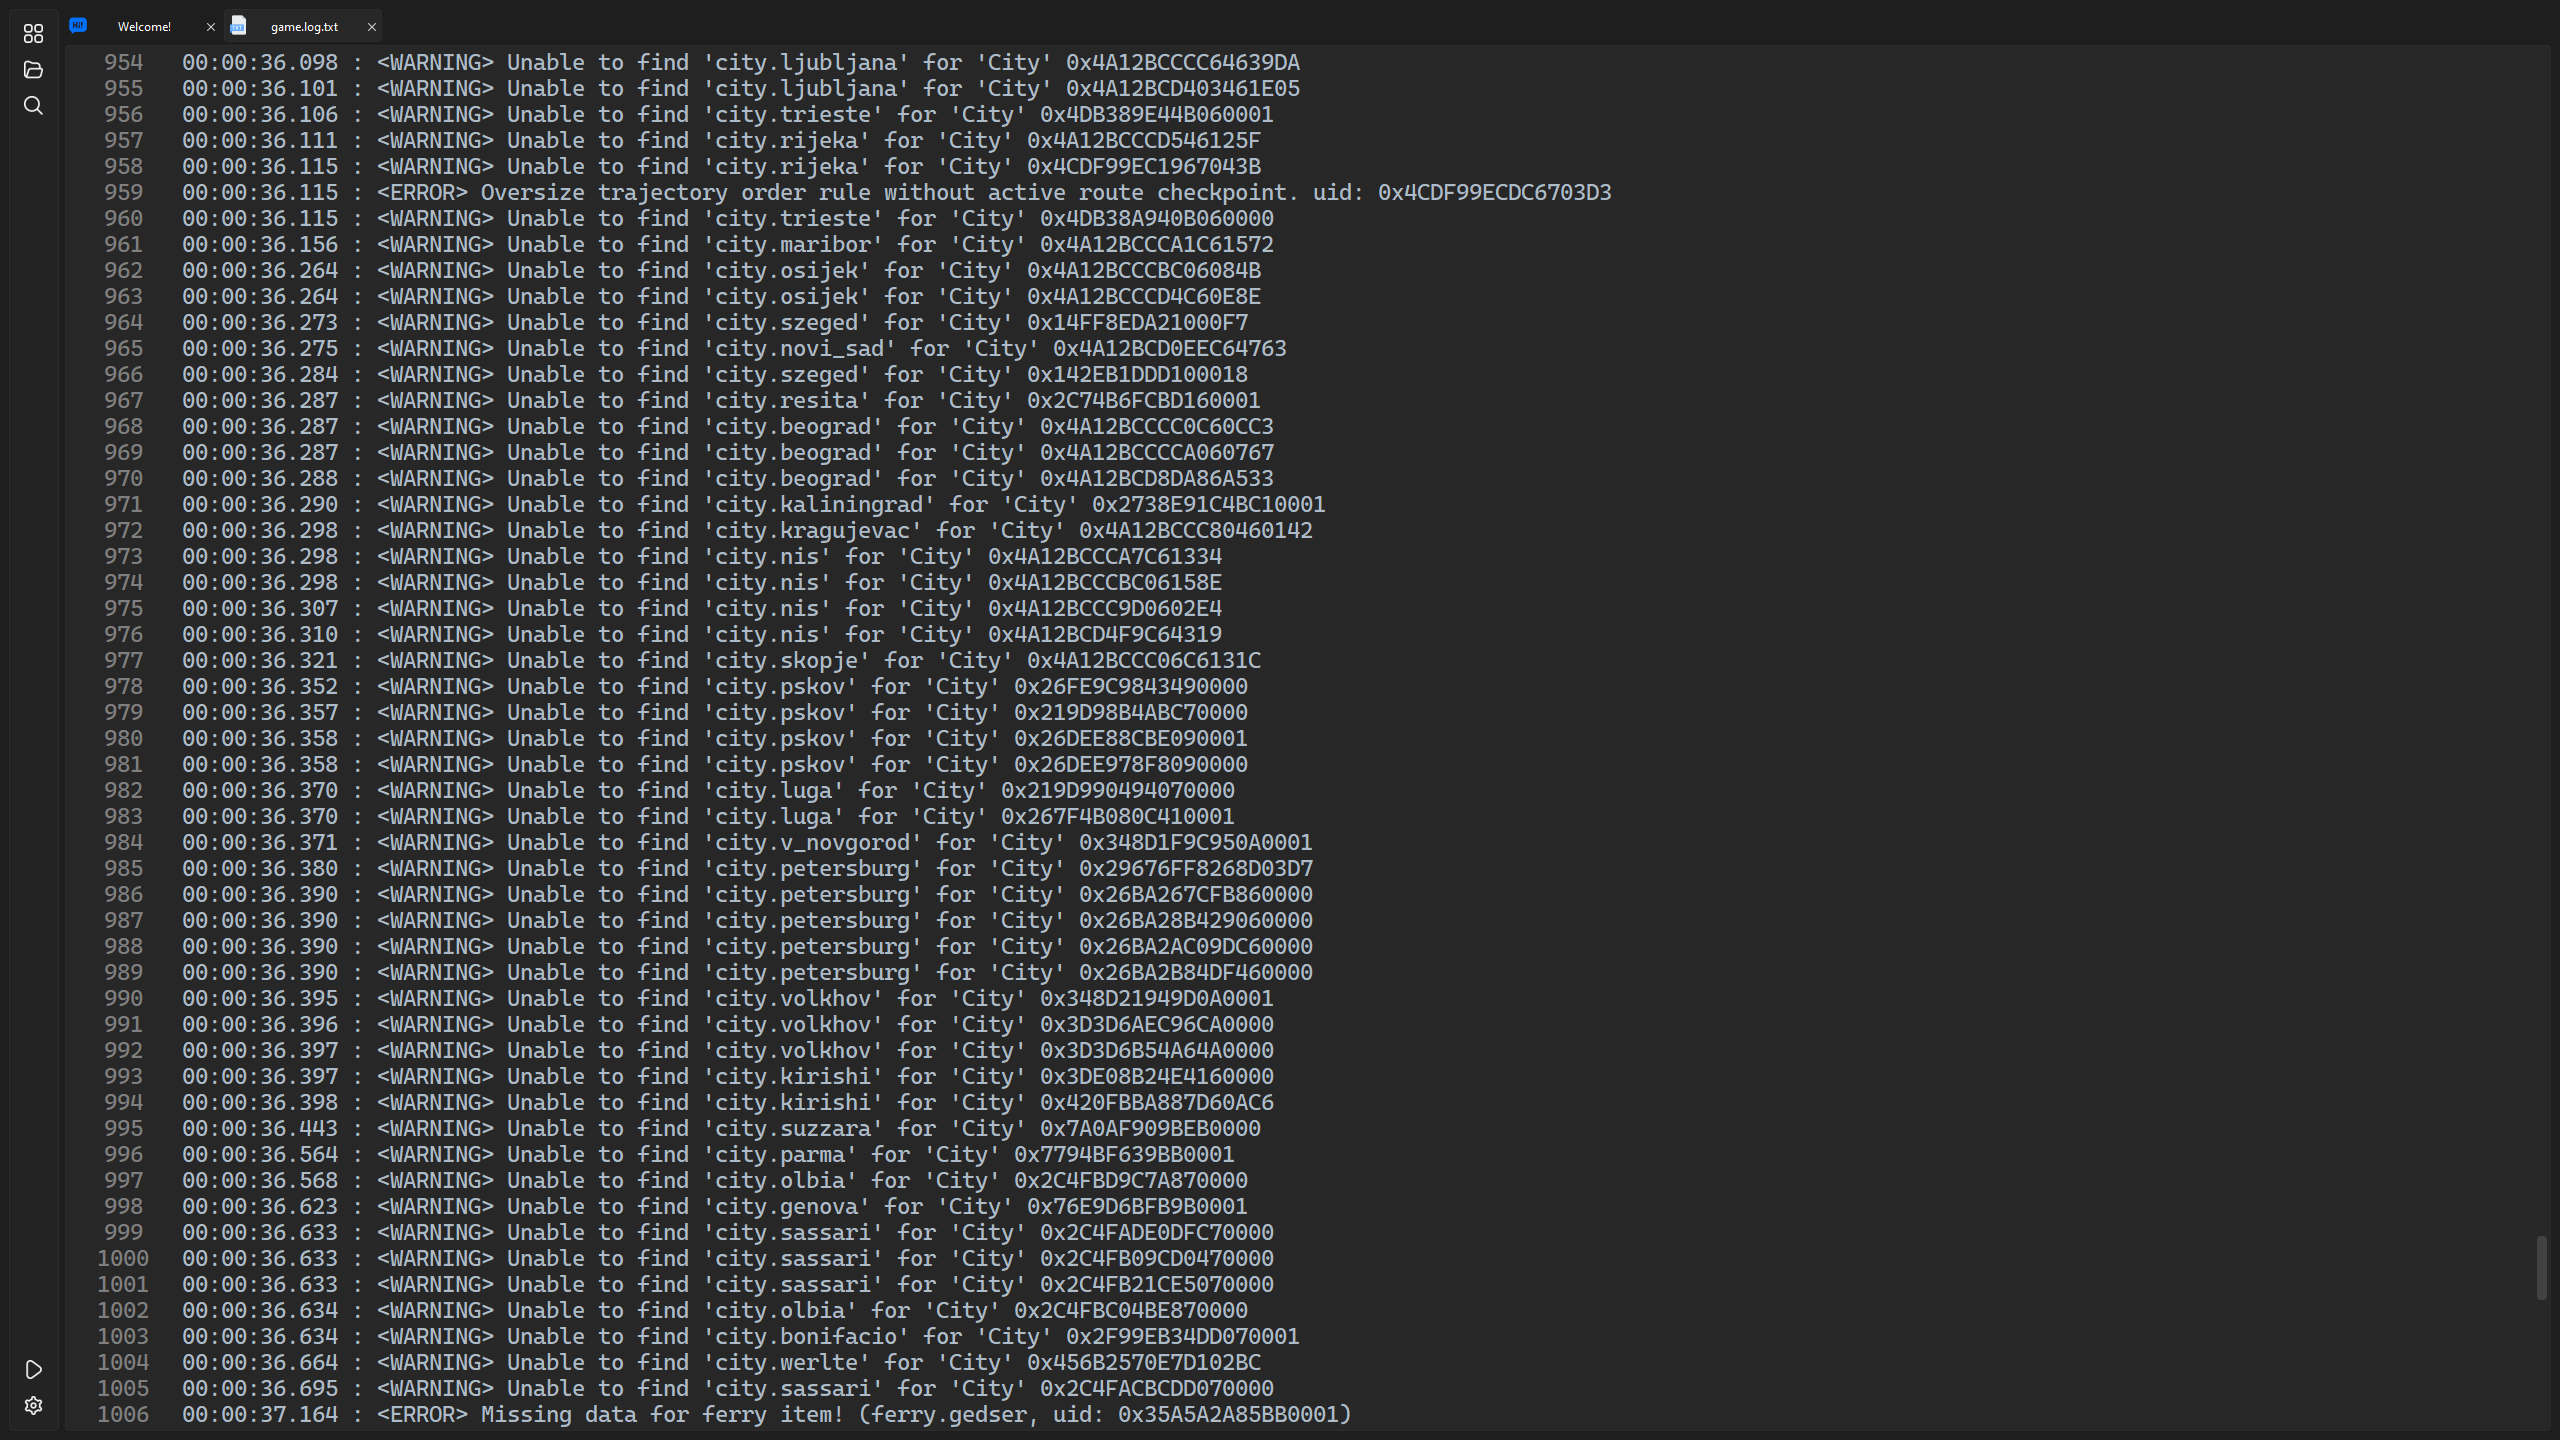 Welcome!
game.log.txt
954 00:00:36.098 : <WARNING> Unable to find 'city.ljubljana' for 'City' 0x4A12BCCCC64639DA
955 00:00:36.101 : <WARNING> Unable to find 'city.ljubljana' for 'City' 0x4A12BCD403461E05
956 00:00:36.106 : <WARNING> Unable to find 'city.trieste' for 'City' 0x4DB389E44B060001
957 00:00:36.111 : <WARNING> Unable to find 'city.rijeka' for 'City' 0x4A12BCCCD546125F
958 00:00:36.115 : <WARNING> Unable to find 'city.rijeka' for 'City' 0x4CDF99EC1967043B
959 00:00:36.115 : <ERROR> Oversize trajectory order rule without active route checkpoint. uid: 0x4CDF99ECDC6703D3
960 00:00:36.115 : <WARNING> Unable to find 'city.trieste' for 'City' 0x4DB38A940B060000
961 00:00:36.156 : <WARNING> Unable to find 'city.maribor' for 'City' 0x4A12BCCCA1C61572
962 00:00:36.264 : <WARNING> Unable to find 'city.osijek' for 'City' 0x4A12BCCCBC06084B
963 00:00:36.264 : <WARNING> Unable to find 'city.osijek' for 'City' 0x4A12BCCCD4C60E8E
964 00:00:36.273 : <WARNING> Unable to find 'city.szeged' for 'City' 0x14FF8EDA21000F7
965 00:00:36.275 : <WARNING> Unable to find 'city.novi_sad' for 'City' 0x4A12BCD0EEC64763
966 00:00:36.284 : <WARNING> Unable to find 'city.szeged' for 'City' 0x142EB1DDD100018
967 00:00:36.287 : <WARNING> Unable to find 'city.resita' for 'City' 0x2C74B6FCBD160001
968 00:00:36.287 : <WARNING> Unable to find 'city.beograd' for 'City' 0x4A12BCCCC0C60CC3
969 00:00:36.287 : <WARNING> Unable to find 'city.beograd' for 'City' 0x4A12BCCCCA060767
970 00:00:36.288 : <WARNING> Unable to find 'city.beograd' for 'City' 0x4A12BCD8DA86A533
971 00:00:36.290 : <WARNING> Unable to find 'city.kaliningrad' for 'City' 0x2738E91C4BC10001
972 00:00:36.298 : <WARNING> Unable to find 'city.kragujevac' for 'City' 0x4A12BCCC80460142
973 00:00:36.298 : <WARNING> Unable to find 'city.nis' for 'City' 0x4A12BCCCA7C61334
974 00:00:36.298 : <WARNING> Unable to find 'city.nis' for 'City' 0x4A12BCCCBC06158E
975 00:00:36.307 : <WARNING> Unable to find 'city.nis' for 'City' 0x4A12BCCC9D0602E4
976 00:00:36.310 : <WARNING> Unable to find 'city.nis' for 'City' 0x4A12BCD4F9C64319
977 00:00:36.321 : <WARNING> Unable to find 'city.skopje' for 'City' 0x4A12BCCC06C6131C
978 00:00:36.352 : <WARNING> Unable to find 'city.pskov' for 'City' 0x26FE9C9843490000
979 00:00:36.357 : <WARNING> Unable to find 'city.pskov' for 'City' 0x219D98B4ABC70000
980 00:00:36.358 : <WARNING> Unable to find 'city.pskov' for 'City' 0x26DEE88CBE090001
981 00:00:36.358 : <WARNING> Unable to find 'city.pskov' for 'City' 0x26DEE978F8090000
982 00:00:36.370 : <WARNING> Unable to find 'city.luga' for 'City' 0x219D990494070000
983 00:00:36.370 : <WARNING> Unable to find 'city.luga' for 'City' 0x267F4B080C410001
984 00:00:36.371 : <WARNING> Unable to find 'city.v_novgorod' for 'City' 0x348D1F9C950A0001
985 00:00:36.380 : <WARNING> Unable to find 'city.petersburg' for 'City' 0x29676FF8268D03D7
986 00:00:36.390 : <WARNING> Unable to find 'city.petersburg' for 'City' 0x26BA267CFB860000
987 00:00:36.390 : <WARNING> Unable to find 'city.petersburg' for 'City' 0x26BA28B429060000
988 00:00:36.390 : <WARNING> Unable to find 'city.petersburg' for 'City' 0x26BA2AC09DC60000
989 00:00:36.390 : <WARNING> Unable to find 'city.petersburg' for 'City' 0x26BA2B84DF460000
990 00:00:36.395 : <WARNING> Unable to find 'city.volkhov' for 'City' 0x348D21949D0A0001
991 00:00:36.396 : <WARNING> Unable to find 'city.volkhov' for 'City' 0x3D3D6AEC96CA0000
992 00:00:36.397 : <WARNING> Unable to find 'city.volkhov' for 'City' 0x3D3D6B54A64A0000
993 00:00:36.397 : <WARNING> Unable to find 'city.kirishi' for 'City' 0x3DE08B24E4160000
994 00:00:36.398 : <WARNING> Unable to find 'city.kirishi' for 'City' 0x420FBBA887D60AC6
995 00:00:36.443 : <WARNING> Unable to find 'city.suzzara' for 'City' 0x7A0AF909BEB0000
996 00:00:36.564 : <WARNING> Unable to find 'city.parma' for 'City' 0x7794BF639BB0001
997 00:00:36.568 : <WARNING> Unable to find 'city.olbia' for 'City' 0x2C4FBD9C7A870000
998 00:00:36.623 : <WARNING> Unable to find 'city.genova' for 'City' 0x76E9D6BFB9B0001
999 00:00:36.633 : <WARNING> Unable to find 'city.sassari' for 'City' 0x2C4FADE0DFC70000
1000 00:00:36.633 : <WARNING> Unable to find 'city.sassari' for 'City' 0x2C4FB09CD0470000
1001 00:00:36.633 : <WARNING> Unable to find 'city.sassari' for 'City' 0x2C4FB21CE5070000
1002 00:00:36.634 : <WARNING> Unable to find 'city.olbia' for 'City' 0x2C4FBC04BE870000
1003 00:00:36.634 : <WARNING> Unable to find 'city.bonifacio' for 'City' 0x2F99EB34DD070001
1004 00:00:36.664 : <WARNING> Unable to find 'city.werlte' for 'City' 0x456B2570E7D102BC
1005 00:00:36.695 : <WARNING> Unable to find 'city.sassari' for 'City' 0x2C4FACBCDD070000
1006 00:00:37.164 : <ERROR> Missing data for ferry item! (ferry.gedser, uid: 0x35A5A2A85BB0001)